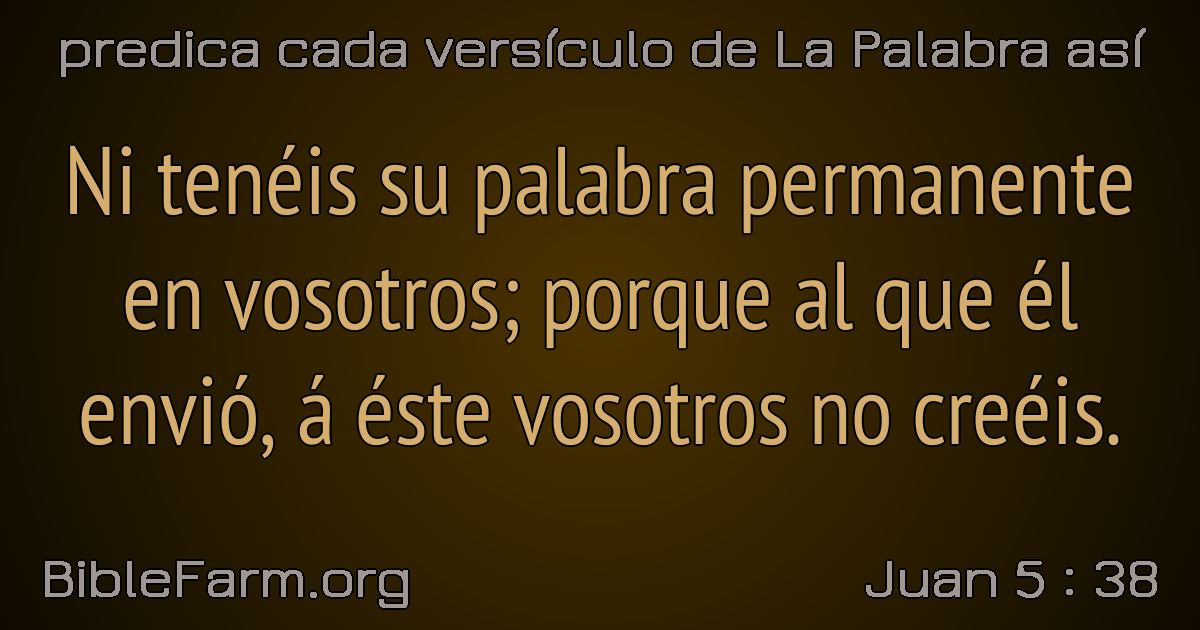 predica cada versículo de La Palabra así
Ni tenéis su palabra permanente
en vosotros; porque al que él
envió, á éste vosotros no creéis.
BibleFarm.org
Juan 5 : 38